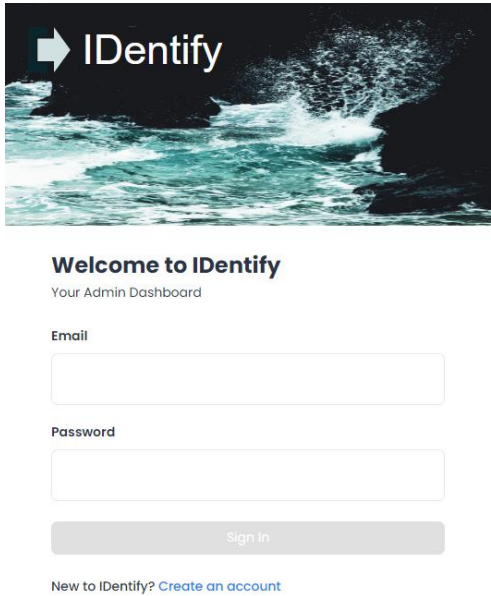 IDentify
Welcome to IDentify
Your Admin Dashboard
Email
Password
Sign In
New to IDentify? Create an account